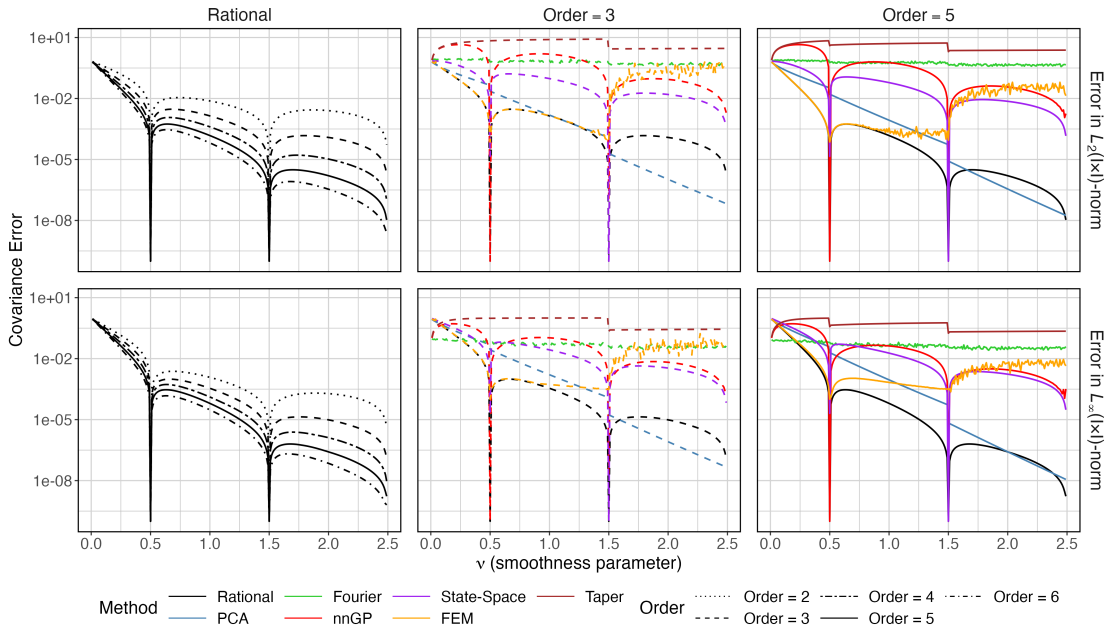 Rational
Order = 3
Order = 5
Covariance Error
1e+01
1e−02
1e−05
1e−08
Error in L₂(I×I)-norm
1e+01
1e−02
1e−05
1e−08
Error in L∞(I×I)-norm
0.0 0.5 1.0 1.5 2.0 2.5
0.0 0.5 1.0 1.5 2.0 2.5
0.0 0.5 1.0 1.5 2.0 2.5
ν (smoothness parameter)
Method
Rational Fourier State-Space Taper
PCA nnGP FEM
Order
Order = 2 Order = 4 Order = 6
Order = 3 Order = 5